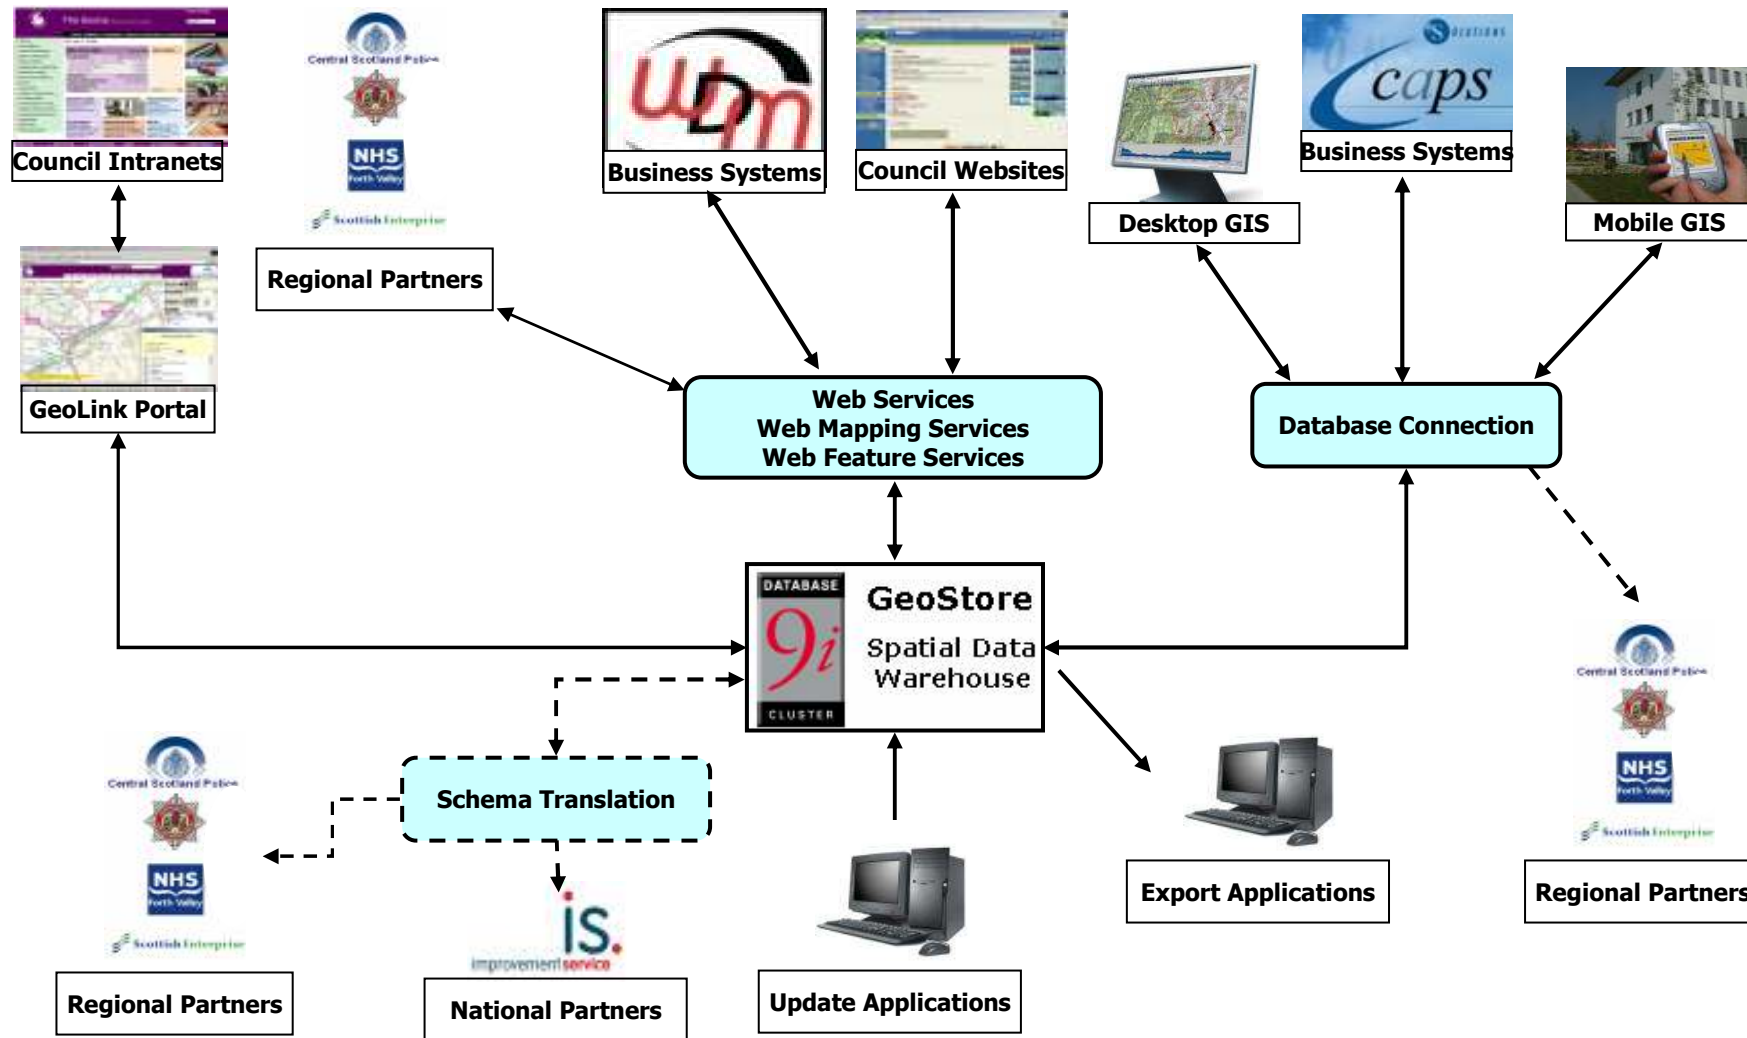 Central Scotland Police
NHS
Forth Valley
Scottish Enterprise
Regional Partners
Council Intranets
GeoLink Portal
WDM
Business Systems
Council Websites
Desktop GIS
Solutions
caps
Business Systems
Mobile GIS
Web Services
Web Mapping Services
Web Feature Services
Database Connection
DATABASE
9i
CLUSTER
GeoStore
Spatial Data
Warehouse
Schema Translation
Central Scotland Police
NHS
Forth Valley
Scottish Enterprise
Regional Partners
is.
improvement service
National Partners
Update Applications
Export Applications
Central Scotland Police
NHS
Forth Valley
Scottish Enterprise
Regional Partners